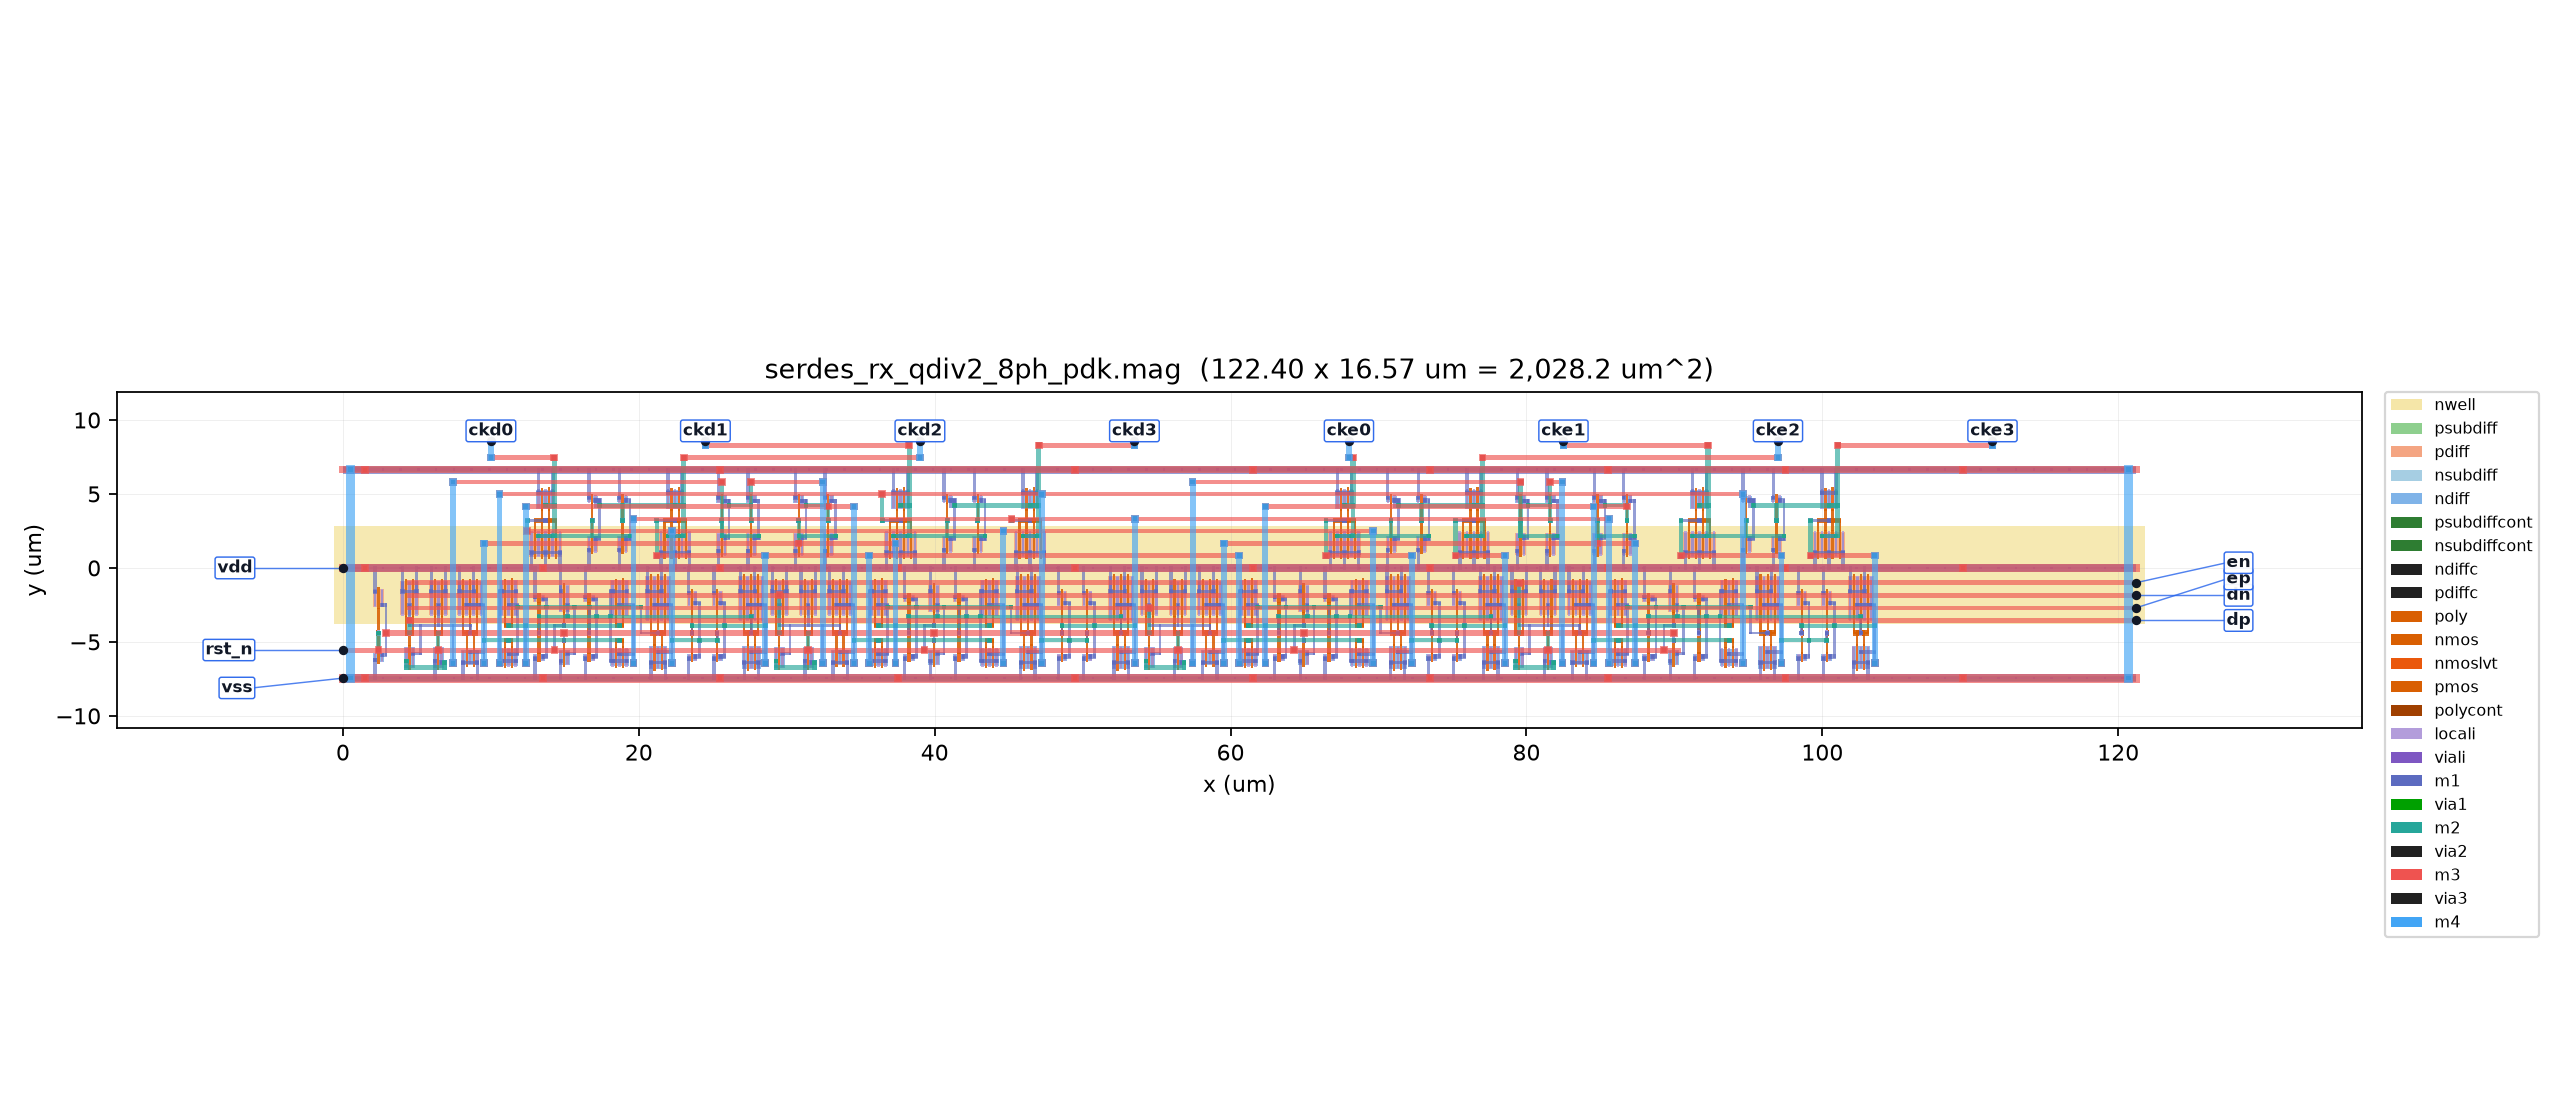 serdes_rx_qdiv2_8ph_pdk.mag  (122.40 x 16.57 um = 2,028.2 um^2)
y (um)
10
5
0
−5
−10
ckd0
ckd1
ckd2
ckd3
cke0
cke1
cke2
cke3
vdd
rst_n
vss
en
ep
dn
dp
0
20
40
60
80
100
120
x (um)
nwell
psubdiff
pdiff
nsubdiff
ndiff
psubdiffcont
nsubdiffcont
ndiffc
pdiffc
poly
nmos
nmoslvt
pmos
polycont
locali
viali
m1
via1
m2
via2
m3
via3
m4